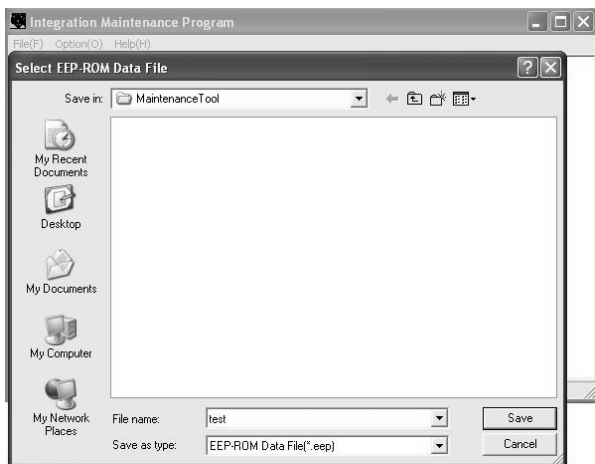 Integration Maintenance Program
File(F) Option(O) Help(H)
Select EEP-ROM Data File
Save in: MaintenanceTool
My Recent
Documents
Desktop
My Documents
My Computer
My Network
Places
File name: test
Save
Save as type: EEP-ROM Data File(*.eep)
Cancel